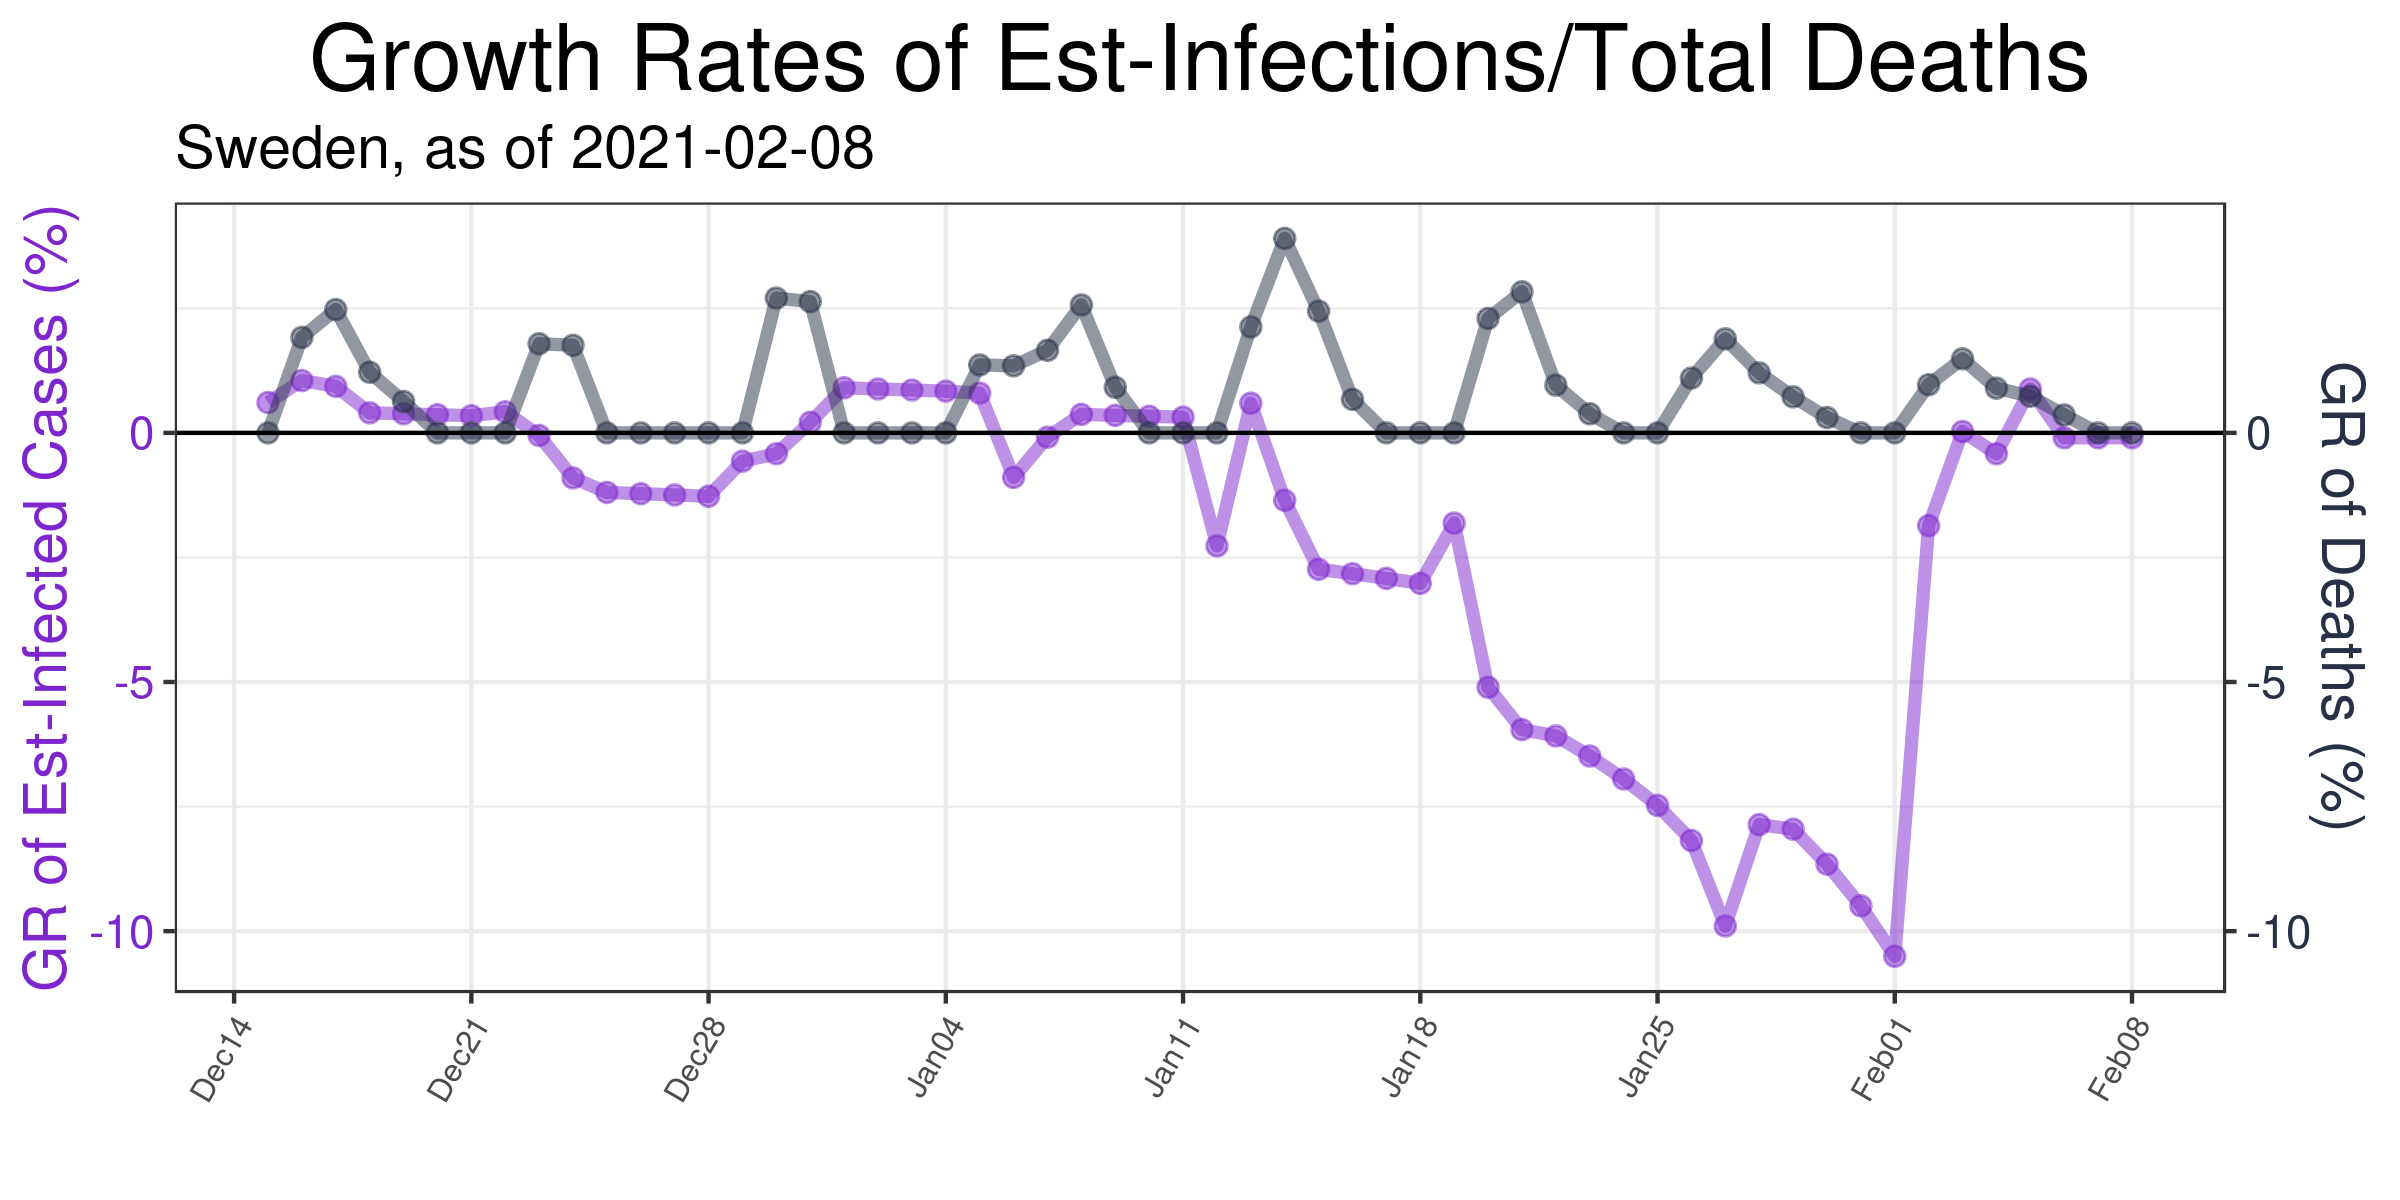 Growth Rates of Est-Infections/Total Deaths
Sweden, as of 2021-02-08
GR of Est-Infected Cases (%)
0
-5
-10
0
-5
-10
GR of Deaths (%)
Dec14
Dec21
Dec28
Jan04
Jan11
Jan18
Jan25
Feb01
Feb08